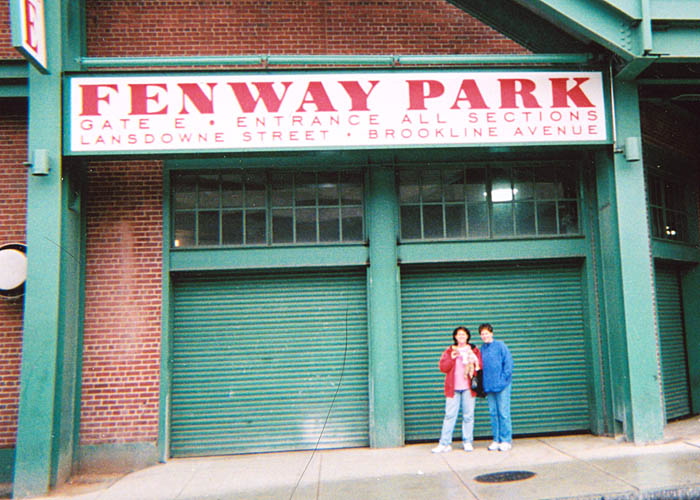 E
FENWAY PARK
GATE E • ENTRANCE ALL SECTIONS
LANSDOWNE STREET • BROOKLINE AVENUE